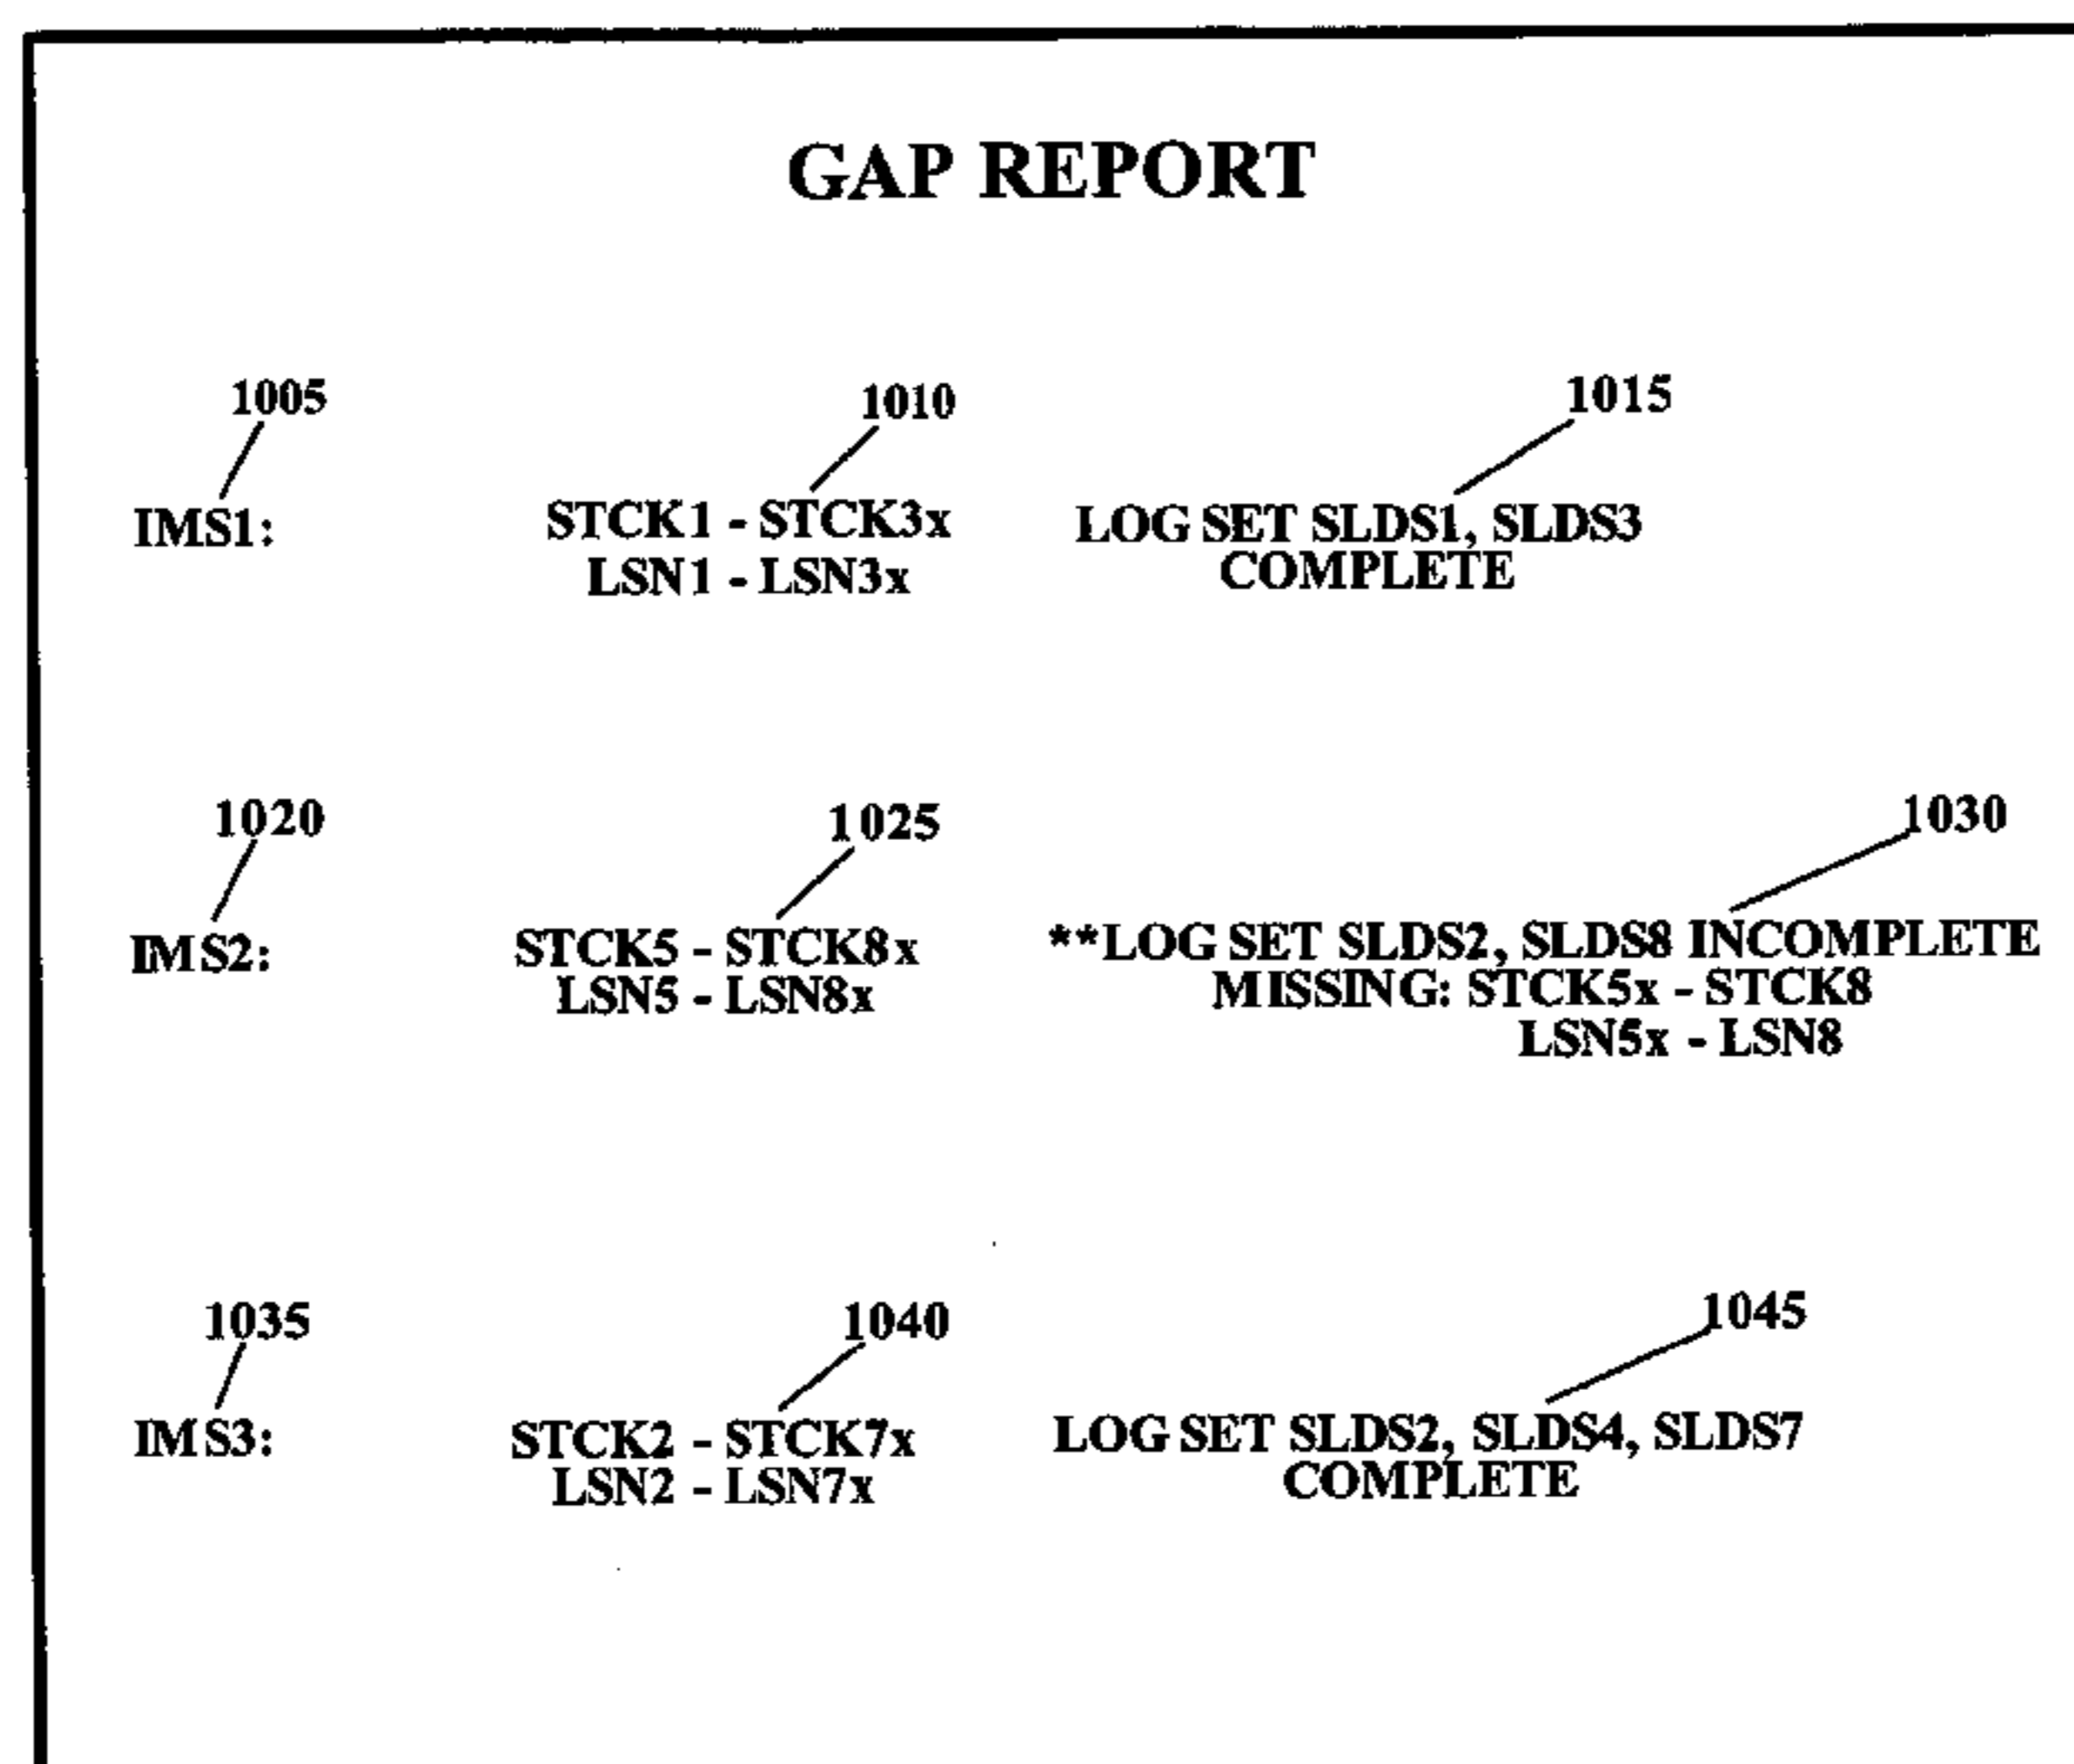 GAP REPORT
1005 1010 1015
IMS1: STCK1 - STCK3x LOG SET SLDS1, SLDS3
LSN1 - LSN3x COMPLETE
1020 1025 1030
IMS2: STCK5 - STCK8x **LOG SET SLDS2, SLDS8 INCOMPLETE
LSN5 - LSN8x MISSING: STCK5x - STCK8
LSN5x - LSN8
1035 1040 1045
IMS3: STCK2 - STCK7x LOG SET SLDS2, SLDS4, SLDS7
LSN2 - LSN7x COMPLETE